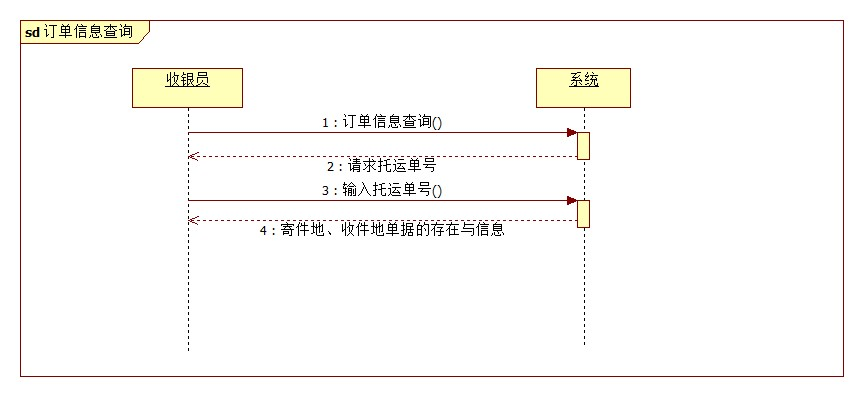 sd 订单信息查询
收银员
系统
1 : 订单信息查询()
2 : 请求托运单号
3 : 输入托运单号()
4 : 寄件地、收件地单据的存在与信息